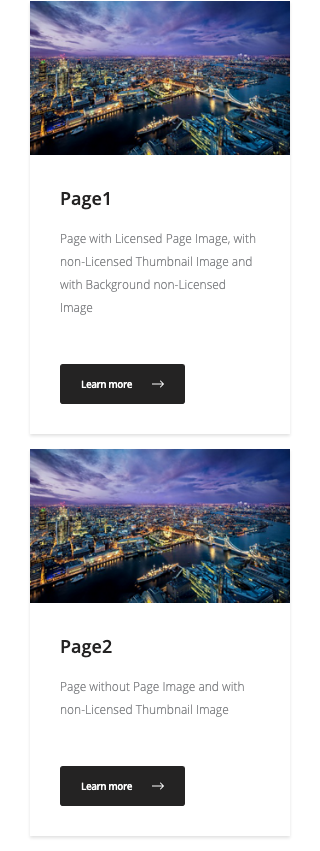 Page1
Page with Licensed Page Image, with
non-Licensed Thumbnail Image and
with Background non-Licensed
Image
Learn more
Page2
Page without Page Image and with
non-Licensed Thumbnail Image
Learn more